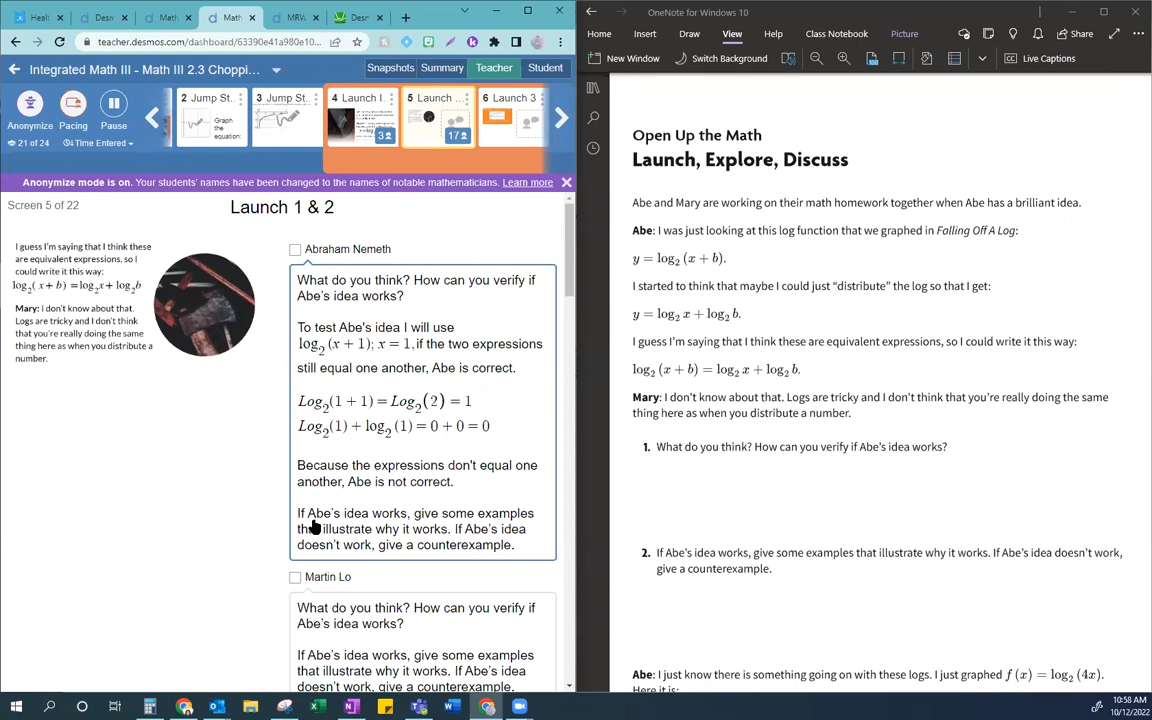 Healt
Desm
Math
Math
MRW
Desm
teacher.desmos.com/dashboard/63390e41a980e10...
Integrated Math III - Math III 2.3 Choppi...
Snapshots
Summary
Teacher
Student
Anonymize
Pacing
Pause
21 of 24
Time Entered
2 Jump St..
Graph
the
equation:
3 Jump St..
4 Launch I..
3
5 Launch ...
17
6 Launch 3
Anonymize mode is on. Your students' names have been changed to the names of notable mathematicians. Learn more
Screen 5 of 22
Launch 1 & 2
I guess I'm saying that I think these
are equivalent expressions, so I
could write it this way:
log₂( x + b) = log₂x + log₂b
Mary: i don't know about that.
Logs are tricky and I don't think
that you're really doing the same
thing here as when you distribute a
number.
Abraham Nemeth
What do you think? How can you verify if
Abe's idea works?
To test Abe's idea I will use
log₂ (x + 1); x = 1, if the two expressions
still equal one another, Abe is correct.
Log₂(1 + 1) = Log₂(2) = 1
Log₂(1) + log₂ (1) = 0 + 0 = 0
Because the expressions don't equal one
another, Abe is not correct.
If Abe's idea works, give some examples
illustrate why it works. If Abe's idea
doesn't work, give a counterexample.
Martin Lo
What do you think? How can you verify if
Abe's idea works?
If Abe's idea works, give some examples
that illustrate why it works. If Abe's idea
doesn't work, give a counterexample.
OneNote for Windows 10
Home
Insert
Draw
View
Help
Class Notebook
Picture
Share
New Window
Switch Background
Live Captions
Open Up the Math
Launch, Explore, Discuss
Abe and Mary are working on their math homework together when Abe has a brilliant idea.
Abe: I was just looking at this log function that we graphed in Falling Off A Log:
y = log₂ (x + b).
I started to think that maybe I could just "distribute" the log so that I get:
y = log₂ x + log₂ b.
I guess I'm saying that I think these are equivalent expressions, so I could write it this way:
log₂ (x + b) = log₂ x + log₂ b.
Mary: I don't know about that. Logs are tricky and I don't think that you're really doing the same
thing here as when you distribute a number.
1. What do you think? How can you verify if Abe's idea works?
2. If Abe's idea works, give some examples that illustrate why it works. If Abe's idea doesn't work,
give a counterexample.
Abe: I just know there is something going on with these logs. I just graphed f (x) = log₂ (4x).
Here it is:
10:58 AM
10/12/2022